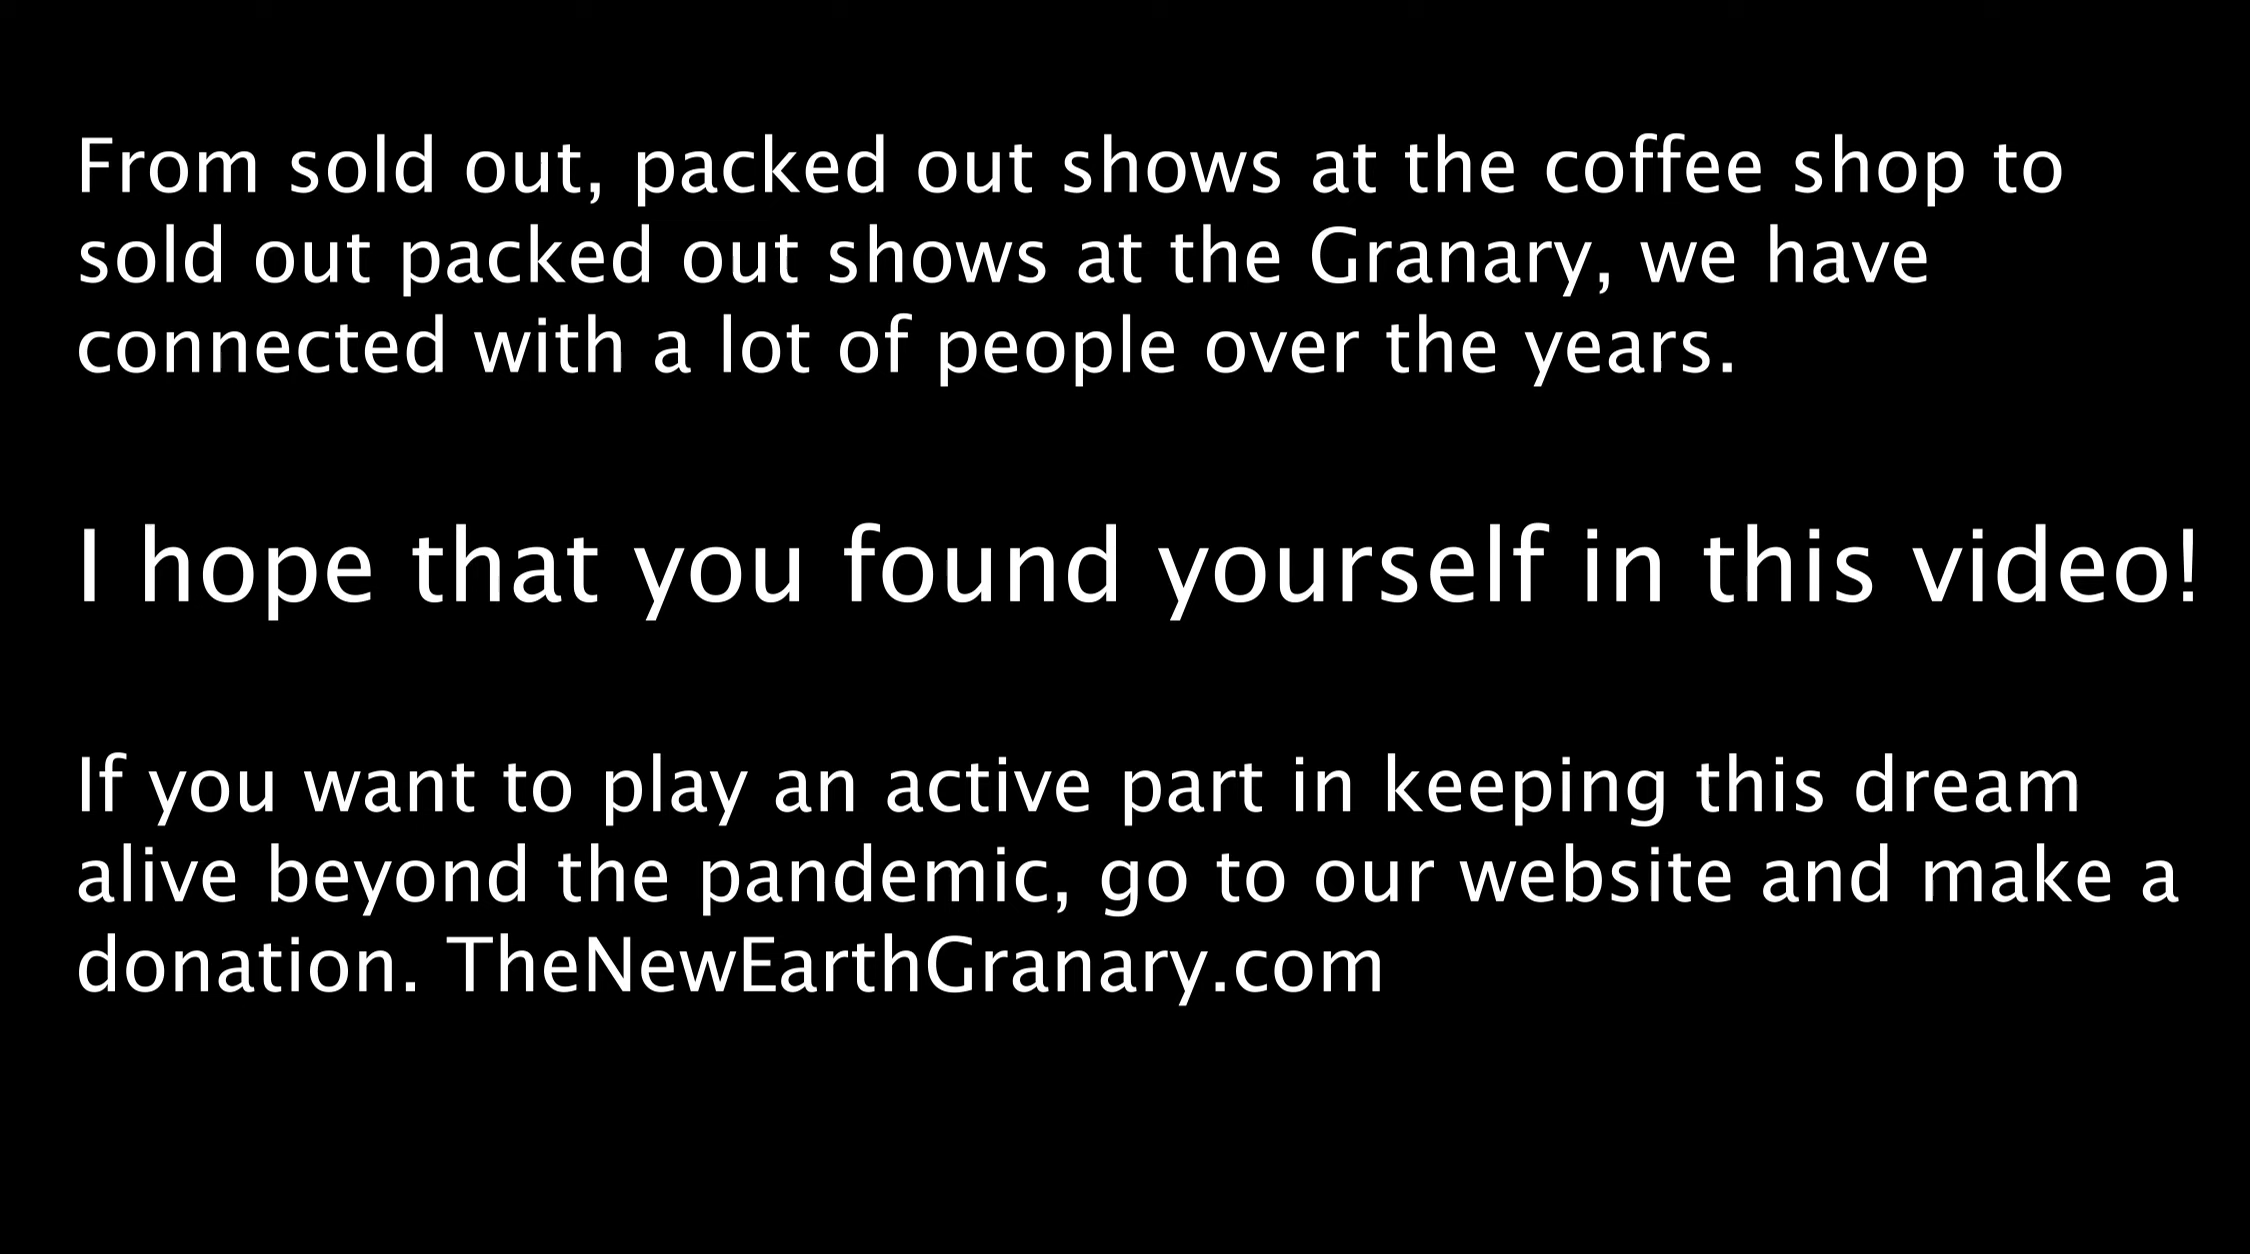 From sold out, packed out shows at the coffee shop to
sold out packed out shows at the Granary, we have
connected with a lot of people over the years.
I hope that you found yourself in this video!
If you want to play an active part in keeping this dream
alive beyond the pandemic, go to our website and make a
donation. TheNewEarthGranary.com